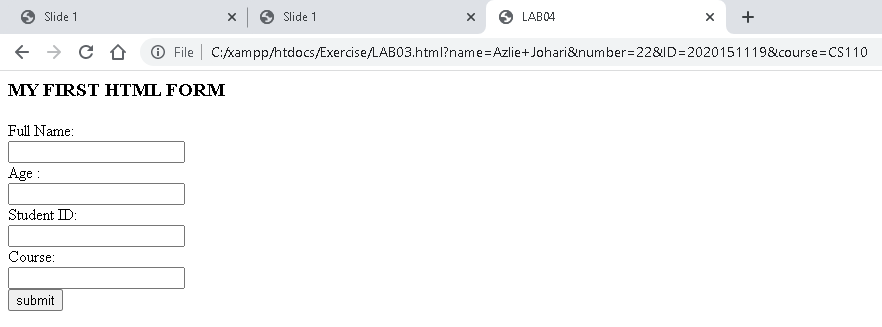 Slide 1
Slide 1
LAB04
File | C:/xampp/htdocs/Exercise/LAB03.html?name=Azlie+Johari&number=22&ID=2020151119&course=CS110
MY FIRST HTML FORM
Full Name:
Age :
Student ID:
Course:
submit